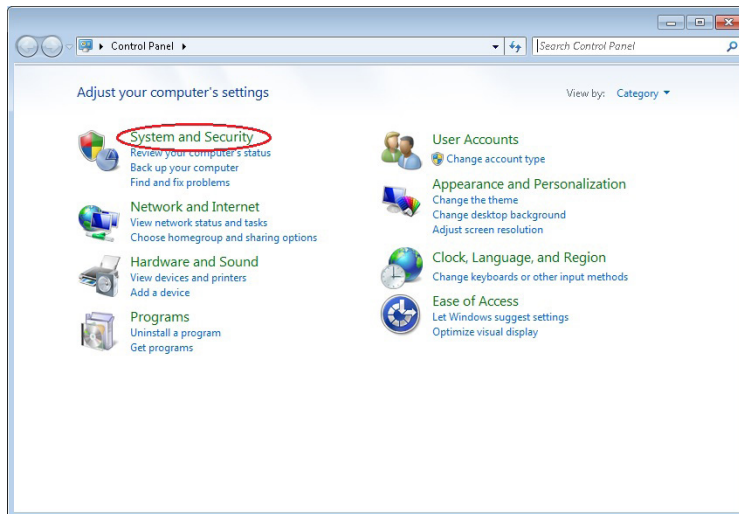 Control Panel
Search Control Panel
Adjust your computer's settings
View by: Category
System and Security
Review your computer's status
Back up your computer
Find and fix problems
Network and Internet
View network status and tasks
Choose homegroup and sharing options
Hardware and Sound
View devices and printers
Add a device
Programs
Uninstall a program
Get programs
User Accounts
Change account type
Appearance and Personalization
Change the theme
Change desktop background
Adjust screen resolution
Clock, Language, and Region
Change keyboards or other input methods
Ease of Access
Let Windows suggest settings
Optimize visual display